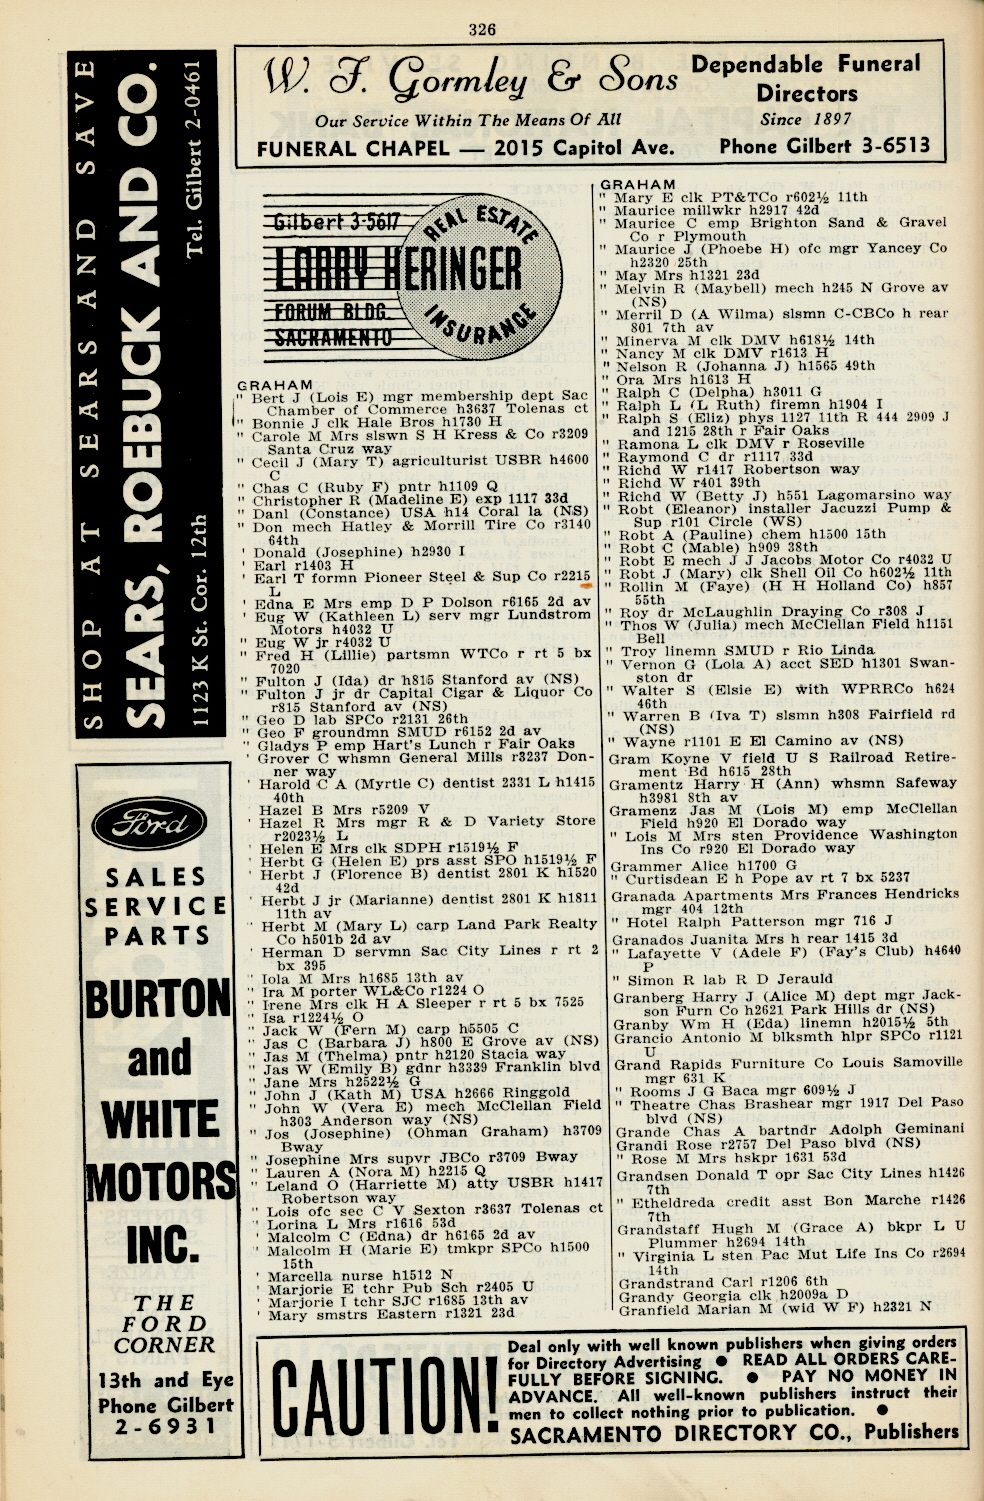 326
SHOP AT SEARS AND SAVE
SEARS, ROEBUCK AND CO.
1123 K St. Cor. 12th
Tel. Gilbert 2-0461
W. F. Gormley & Sons
Our Service Within The Means Of All
FUNERAL CHAPEL — 2015 Capitol Ave.
Dependable Funeral
Directors
Since 1897
Phone Gilbert 3-6513
Gilbert 3-5617
LARRY HERINGER
FORUM BLDG.
SACRAMENTO
REAL ESTATE
INSURANCE
GRAHAM
" Bert J (Lois E) mgr membership dept Sac
Chamber of Commerce h3637 Tolenas ct
" Bonnie J clk Hale Bros h1730 H
" Carole M Mrs slswn S H Kress & Co r3209
Santa Cruz way
" Cecil J (Mary T) agriculturist USBR h4600
C
" Chas C (Ruby F) pntr h1109 Q
" Christopher R (Madeline E) exp 1117 33d
" Danl (Constance) USA h14 Coral la (NS)
" Don mech Hatley & Morrill Tire Co r3140
64th
' Donald (Josephine) h2930 I
' Earl r1403 H
' Earl T formn Pioneer Steel & Sup Co r2215
L
' Edna E Mrs emp D P Dolson r6165 2d av
' Eug W (Kathleen L) serv mgr Lundstrom
Motors h4032 U
" Eug W jr r4032 U
" Fred H (Lillie) partsmn WTCo r rt 5 bx
7020
" Fulton J (Ida) dr h815 Stanford av (NS)
" Fulton J jr dr Capital Cigar & Liquor Co
r815 Stanford av (NS)
" Geo D lab SPCo r2131 26th
" Geo F groundmn SMUD r6152 2d av
" Gladys P emp Hart's Lunch r Fair Oaks
' Grover C whsmn General Mills r3237 Don-
ner way
' Harold C A (Myrtle C) dentist 2331 L h1415
40th
' Hazel B Mrs r5209 V
' Hazel R Mrs mgr R & D Variety Store
r2023½ L
' Helen E Mrs clk SDPH r1519½ F
' Herbt G (Helen E) prs asst SPO h1519½ F
' Herbt J (Florence B) dentist 2801 K h1520
42d
' Herbt J jr (Marianne) dentist 2801 K h1811
11th av
" Herbt M (Mary L) carp Land Park Realty
Co h501b 2d av
' Herman D servmn Sac City Lines r rt 2
bx 395
" Iola M Mrs h1685 13th av
" Ira M porter WL&Co r1224 O
" Irene Mrs clk H A Sleeper r rt 5 bx 7525
" Isa r1224½ O
" Jack W (Fern M) carp h5505 C
" Jas C (Barbara J) h800 E Grove av (NS)
" Jas M (Thelma) pntr h2120 Stacia way
" Jas W (Emily B) gdnr h3339 Franklin blvd
" Jane Mrs h2522½ G
" John J (Kath M) USA h2666 Ringgold
" John W (Vera E) mech McClellan Field
h303 Anderson way (NS)
" Jos (Josephine) (Ohman Graham) h3709
Bway
" Josephine Mrs supvr JBCo r3709 Bway
" Lauren A (Nora M) h2215 Q
" Leland O (Harriette M) atty USBR h1417
Robertson way
" Lois ofc sec C V Sexton r3637 Tolenas ct
" Lorina L Mrs r1616 53d
' Malcolm C (Edna) dr h6165 2d av
' Malcolm H (Marie E) tmkpr SPCo h1500
15th
' Marcella nurse h1512 N
' Marjorie E tchr Pub Sch r2405 U
' Marjorie I tchr SJC r1685 13th av
' Mary smstrs Eastern r1321 23d
GRAHAM
" Mary E clk PT&TCo r602½ 11th
" Maurice millwkr h2917 42d
" Maurice C emp Brighton Sand & Gravel
Co r Plymouth
" Maurice J (Phoebe H) ofc mgr Yancey Co
h2320 25th
" May Mrs h1321 23d
" Melvin R (Maybell) mech h245 N Grove av
(NS)
" Merril D (A Wilma) slsmn C-CBCo h rear
801 7th av
" Minerva M clk DMV h618½ 14th
" Nancy M clk DMV r1613 H
" Nelson R (Johanna J) h1565 49th
" Ora Mrs h1613 H
" Ralph C (Delpha) h3011 G
" Ralph L (L Ruth) firemn h1904 I
" Ralph S (Eliz) phys 1127 11th R 444 2909 J
and 1215 28th r Fair Oaks
" Ramona L clk DMV r Roseville
" Raymond C dr r1117 33d
" Richd W r1417 Robertson way
" Richd W r401 39th
" Richd W (Betty J) h551 Lagomarsino way
" Robt (Eleanor) installer Jacuzzi Pump &
Sup r101 Circle (WS)
" Robt A (Pauline) chem h1500 15th
" Robt C (Mable) h909 38th
" Robt E mech J J Jacobs Motor Co r4032 U
" Robt J (Mary) clk Shell Oil Co h602½ 11th
" Rollin M (Faye) (H H Holland Co) h857
55th
" Roy dr McLaughlin Draying Co r308 J
" Thos W (Julia) mech McClellan Field h1151
Bell
" Troy linemn SMUD r Rio Linda
" Vernon G (Lola A) acct SED h1301 Swan-
ston dr
" Walter S (Elsie E) with WPRRCo h624
46th
" Warren B (Iva T) slsmn h308 Fairfield rd
(NS)
" Wayne r1101 E El Camino av (NS)
Gram Koyne V field U S Railroad Retire-
ment Bd h615 28th
Gramentz Harry H (Ann) whsmn Safeway
h3981 8th av
Gramenz Jas M (Lois M) emp McClellan
Field h920 El Dorado way
" Lois M Mrs sten Providence Washington
Ins Co r920 El Dorado way
Grammer Alice h1700 G
" Curtisdean E h Pope av rt 7 bx 5237
Granada Apartments Mrs Frances Hendricks
mgr 404 12th
" Hotel Ralph Patterson mgr 716 J
Granados Juanita Mrs h rear 1415 3d
" Lafayette V (Adele F) (Fay's Club) h4640
P
" Simon R lab R D Jerauld
Granberg Harry J (Alice M) dept mgr Jack-
son Furn Co h2621 Park Hills dr (NS)
Granby Wm H (Eda) linemn h2015½ 5th
Grancio Antonio M blksmth hlpr SPCo r1121
U
Grand Rapids Furniture Co Louis Samoville
mgr 631 K
" Rooms J G Baca mgr 609½ J
" Theatre Chas Brashear mgr 1917 Del Paso
blvd (NS)
Grande Chas A bartndr Adolph Geminani
Grandi Rose r2757 Del Paso blvd (NS)
" Rose M Mrs hskpr 1631 53d
Grandsen Donald T opr Sac City Lines h1426
7th
" Etheldreda credit asst Bon Marche r1426
7th
Grandstaff Hugh M (Grace A) bkpr L U
Plummer h2694 14th
" Virginia L sten Pac Mut Life Ins Co r2694
14th
Grandstrand Carl r1206 6th
Grandy Georgia clk h2009a D
Granfield Marian M (wid W F) h2321 N
Ford
SALES
SERVICE
PARTS
BURTON
and
WHITE
MOTORS
INC.
THE
FORD
CORNER
13th and Eye
Phone Gilbert
2-6931
CAUTION!
Deal only with well known publishers when giving orders
for Directory Advertising ● READ ALL ORDERS CARE-
FULLY BEFORE SIGNING. ● PAY NO MONEY IN
ADVANCE. All well-known publishers instruct their
men to collect nothing prior to publication. ●
SACRAMENTO DIRECTORY CO., Publishers